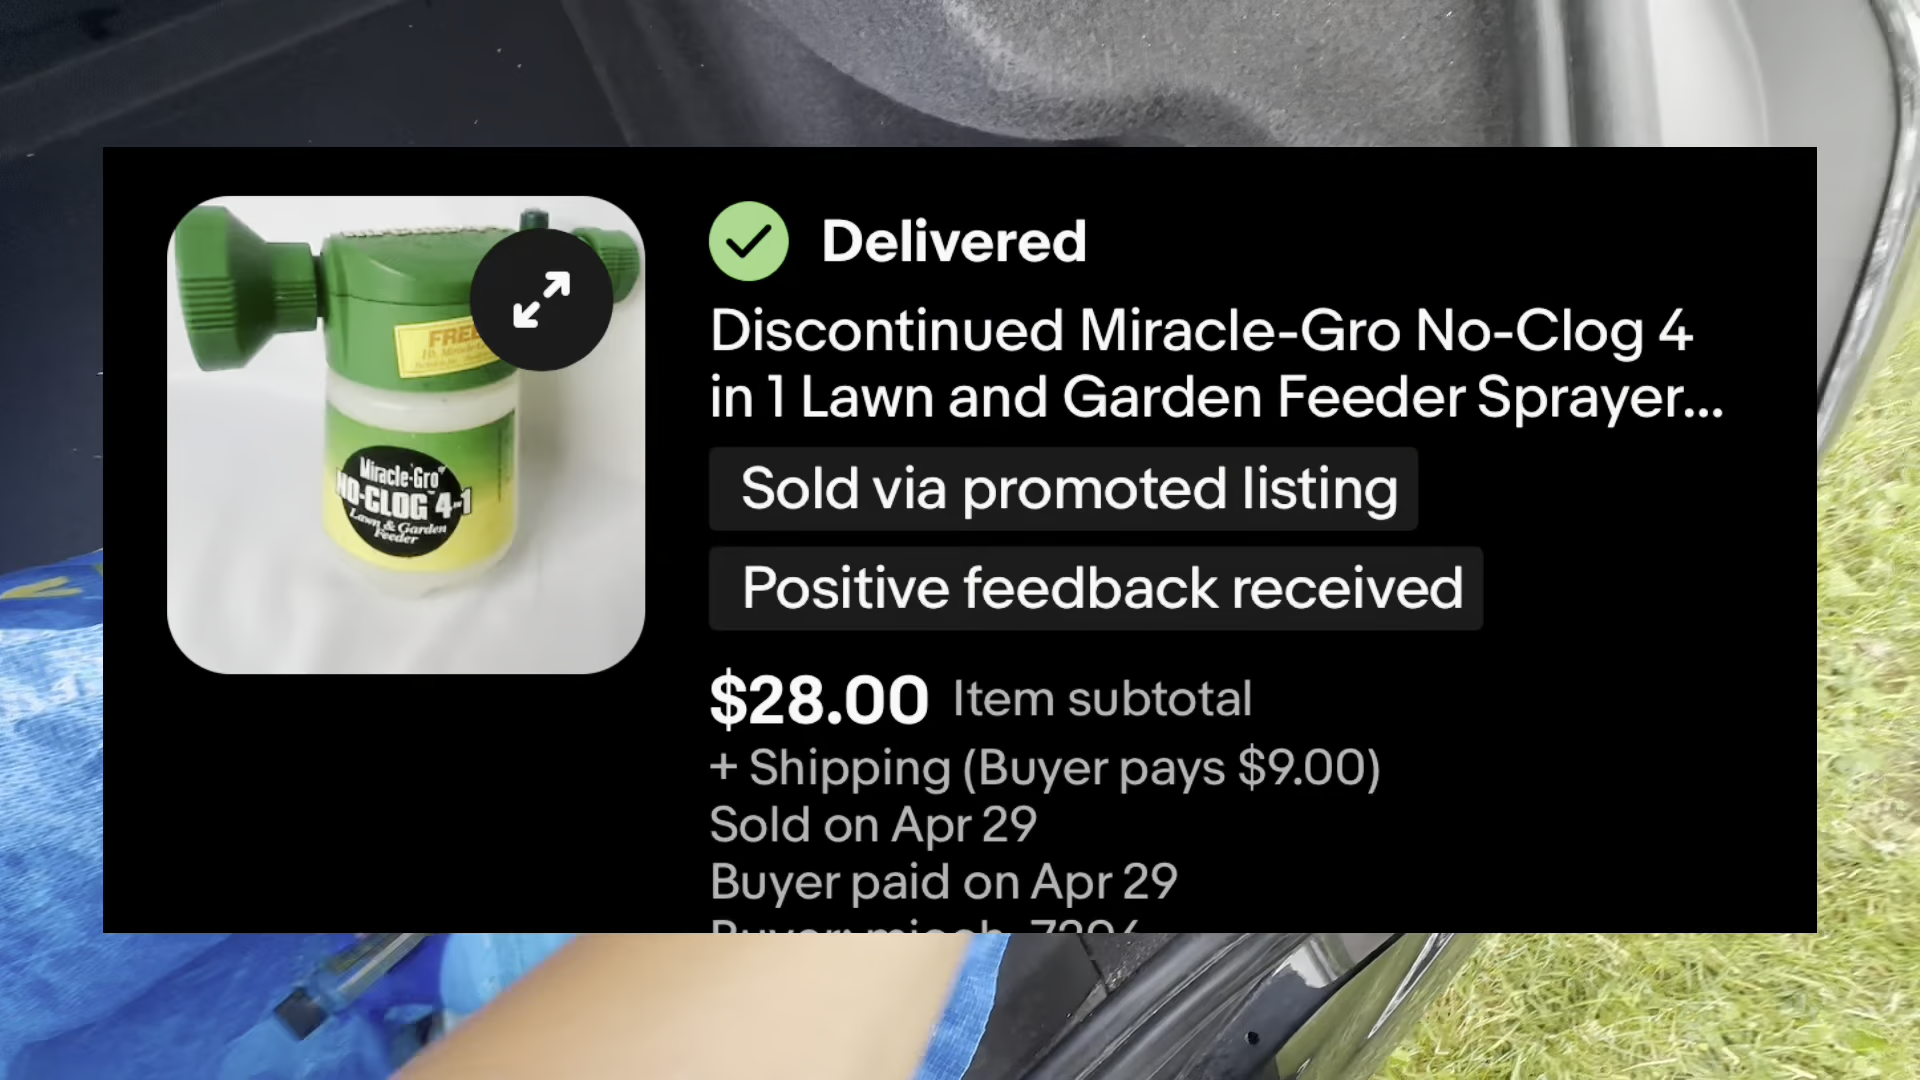 Delivered
Discontinued Miracle-Gro No-Clog 4
in 1 Lawn and Garden Feeder Sprayer...
Sold via promoted listing
Positive feedback received
$28.00 Item subtotal
+ Shipping (Buyer pays $9.00)
Sold on Apr 29
Buyer paid on Apr 29
Buyer:
FREE
Miracle-Gro
NO-CLOG 4-1
Lawn & Garden
Feeder